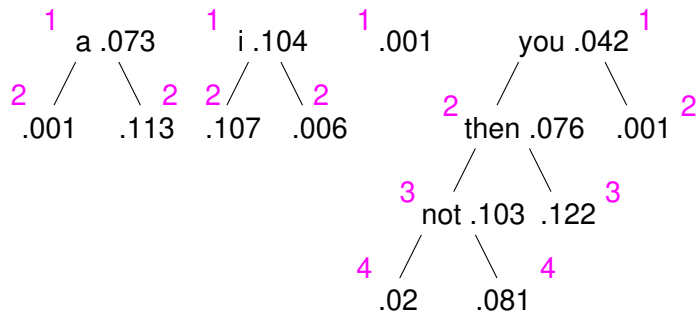 1 1 1
a .073 i .104 .001 you .042
2 2 2 2 2 2
.001 .113 .107 .006 then .076 .001
3 3
not .103 .122
4 4
.02 .081